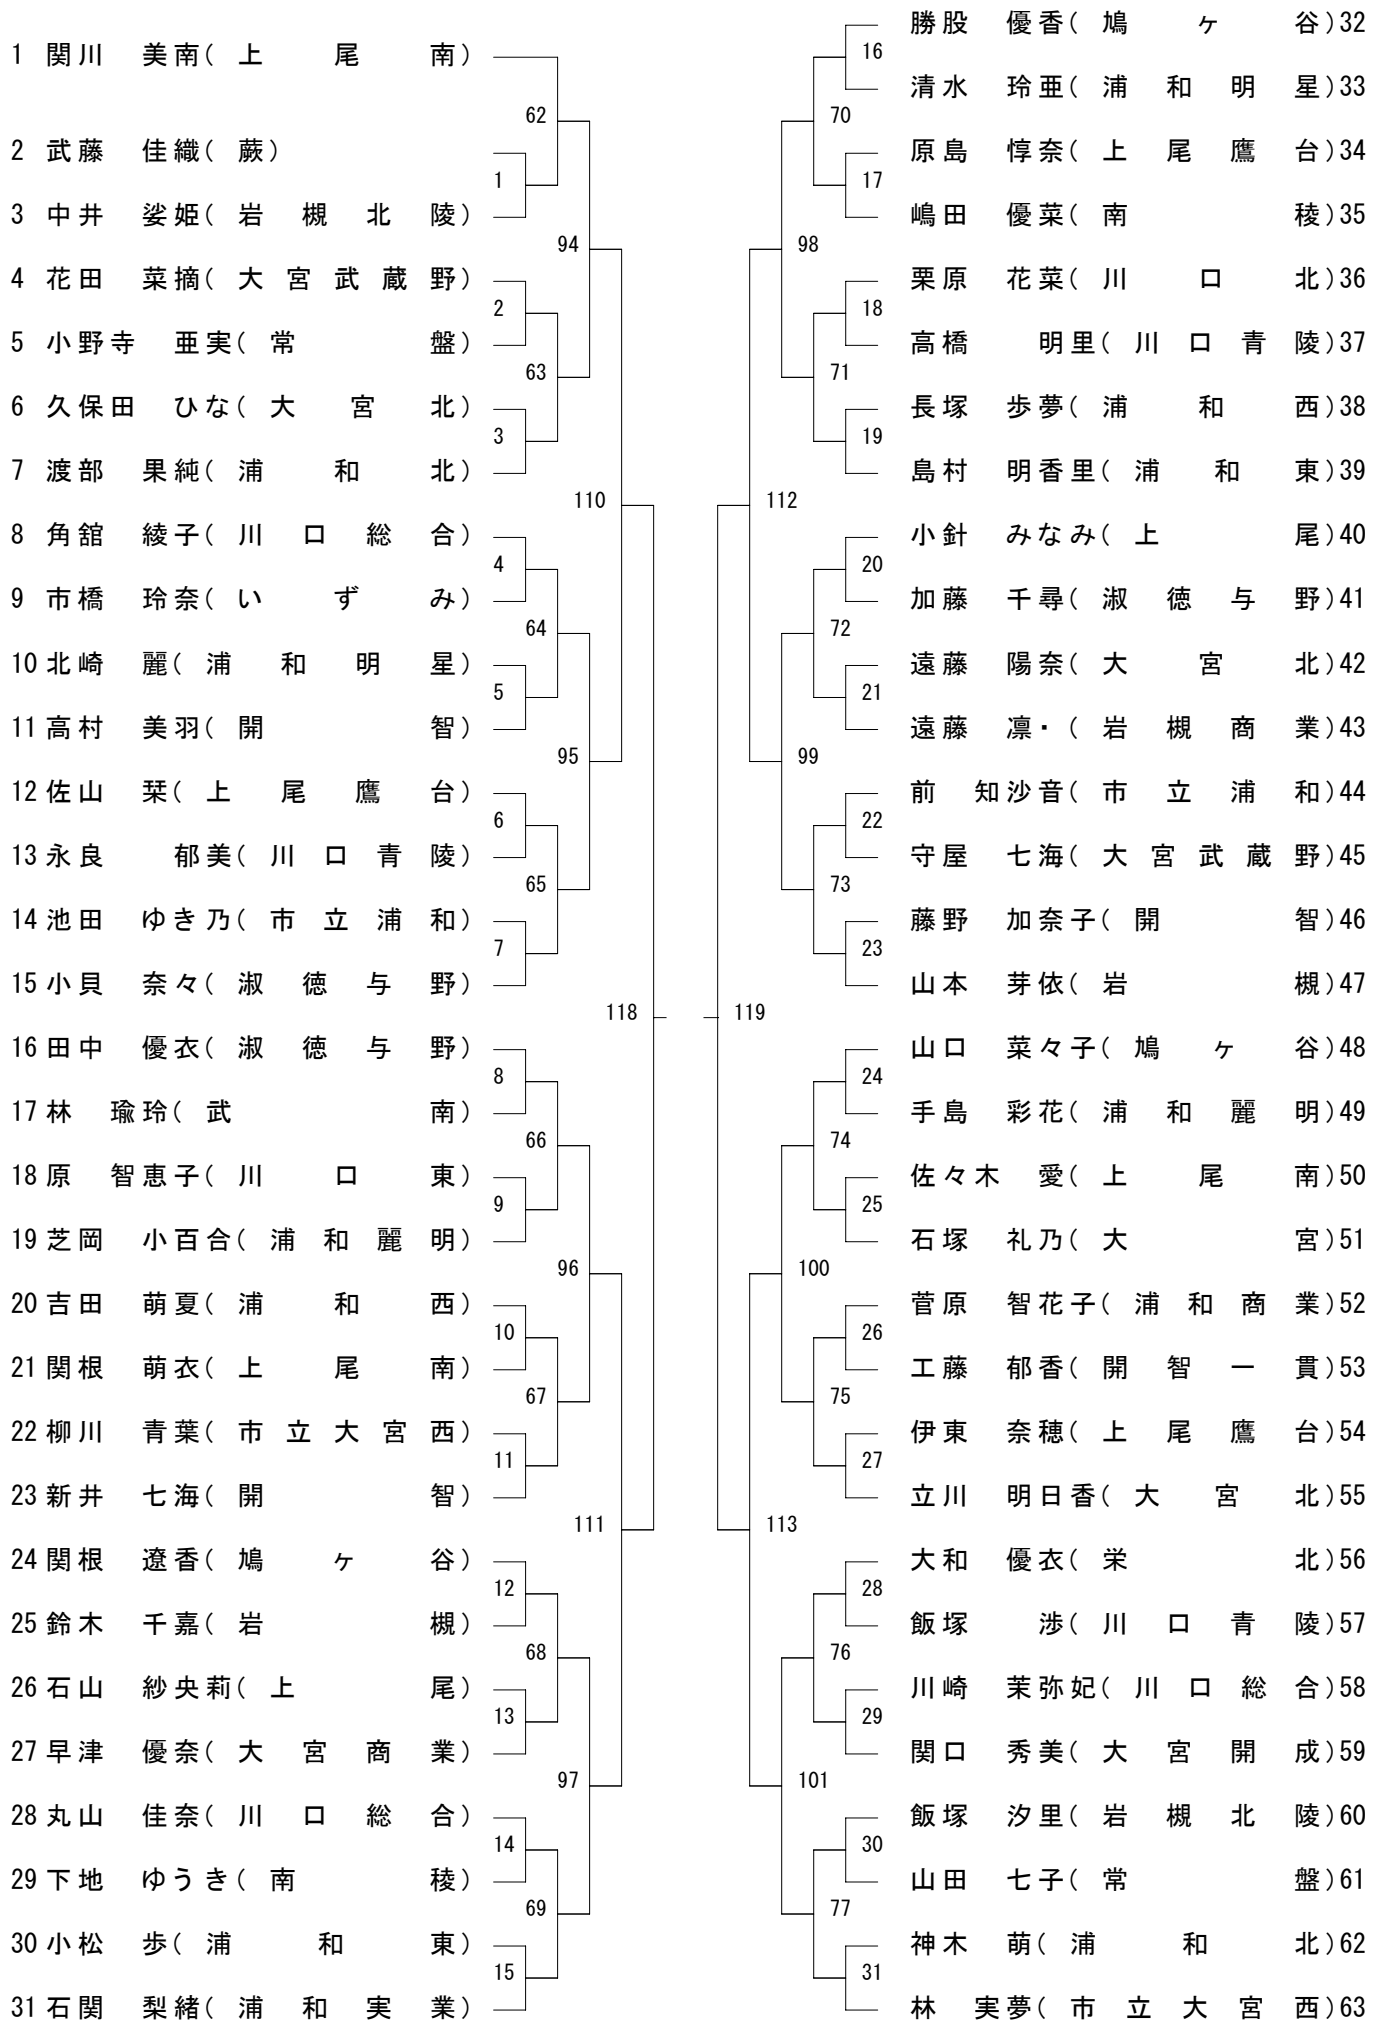 1 関川 美南( 上 尾 南 )
62
2 武藤 佳織( 蕨 )
1
3 中井 娑姫( 岩 槻 北 陵 )
94
4 花田 菜摘( 大 宮 武 蔵 野 )
2
5 小野寺 亜実( 常 盤 )
63
6 久保田 ひな( 大 宮 北 )
3
7 渡部 果純( 浦 和 北 )
110
8 角舘 綾子( 川 口 総 合 )
4
9 市橋 玲奈( い ず み )
64
10 北崎 麗( 浦 和 明 星 )
5
11 高村 美羽( 開 智 )
95
12 佐山 栞( 上 尾 鷹 台 )
6
13 永良 郁美( 川 口 青 陵 )
65
14 池田 ゆき乃( 市 立 浦 和 )
7
15 小貝 奈々( 淑 徳 与 野 )
118
16 田中 優衣( 淑 徳 与 野 )
8
17 林 瑜玲( 武 南 )
66
18 原 智恵子( 川 口 東 )
9
19 芝岡 小百合( 浦 和 麗 明 )
96
20 吉田 萌夏( 浦 和 西 )
10
21 関根 萌衣( 上 尾 南 )
67
22 柳川 青葉( 市 立 大 宮 西 )
11
23 新井 七海( 開 智 )
111
24 関根 遼香( 鳩 ヶ 谷 )
12
25 鈴木 千嘉( 岩 槻 )
68
26 石山 紗央莉( 上 尾 )
13
27 早津 優奈( 大 宮 商 業 )
97
28 丸山 佳奈( 川 口 総 合 )
14
29 下地 ゆうき( 南 稜 )
69
30 小松 歩( 浦 和 東 )
15
31 石関 梨緒( 浦 和 実 業 )
勝股 優香( 鳩 ヶ 谷 )32
16
清水 玲亜( 浦 和 明 星 )33
70
原島 惇奈( 上 尾 鷹 台 )34
17
嶋田 優菜( 南 稜 )35
98
栗原 花菜( 川 口 北 )36
18
高橋 明里( 川 口 青 陵 )37
71
長塚 歩夢( 浦 和 西 )38
19
島村 明香里( 浦 和 東 )39
112
小針 みなみ( 上 尾 )40
20
加藤 千尋( 淑 徳 与 野 )41
72
遠藤 陽奈( 大 宮 北 )42
21
遠藤 凛・( 岩 槻 商 業 )43
99
前 知沙音( 市 立 浦 和 )44
22
守屋 七海( 大 宮 武 蔵 野 )45
73
藤野 加奈子( 開 智 )46
23
山本 芽依( 岩 槻 )47
119
山口 菜々子( 鳩 ヶ 谷 )48
24
手島 彩花( 浦 和 麗 明 )49
74
佐々木 愛( 上 尾 南 )50
25
石塚 礼乃( 大 宮 )51
100
菅原 智花子( 浦 和 商 業 )52
26
工藤 郁香( 開 智 一 貫 )53
75
伊東 奈穂( 上 尾 鷹 台 )54
27
立川 明日香( 大 宮 北 )55
113
大和 優衣( 栄 北 )56
28
飯塚 渉( 川 口 青 陵 )57
76
川崎 茉弥妃( 川 口 総 合 )58
29
関口 秀美( 大 宮 開 成 )59
101
飯塚 汐里( 岩 槻 北 陵 )60
30
山田 七子( 常 盤 )61
77
神木 萌( 浦 和 北 )62
31
林 実夢( 市 立 大 宮 西 )63